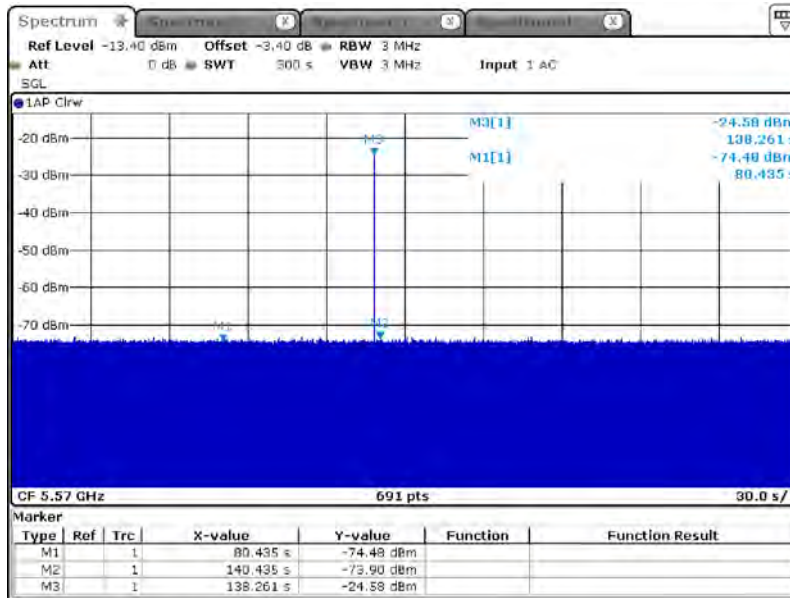 Spectrum
Ref Level -13.40 dBm Offset -3.40 dB RBW 3 MHz
Att 0 dB SWT 300 s VBW 3 MHz Input 1 AC
SGL
1AP Clrw
M3[1] -24.58 dBm
138.261 s
M1[1] -74.48 dBm
80.435 s
-20 dBm
M3
-30 dBm
-40 dBm
-50 dBm
-60 dBm
-70 dBm
M1
M2
CF 5.57 GHz 691 pts 30.0 s/
Marker
Type Ref Trc X-value Y-value Function Function Result
M1 1 80.435 s -74.48 dBm
M2 1 140.435 s -73.90 dBm
M3 1 138.261 s -24.58 dBm